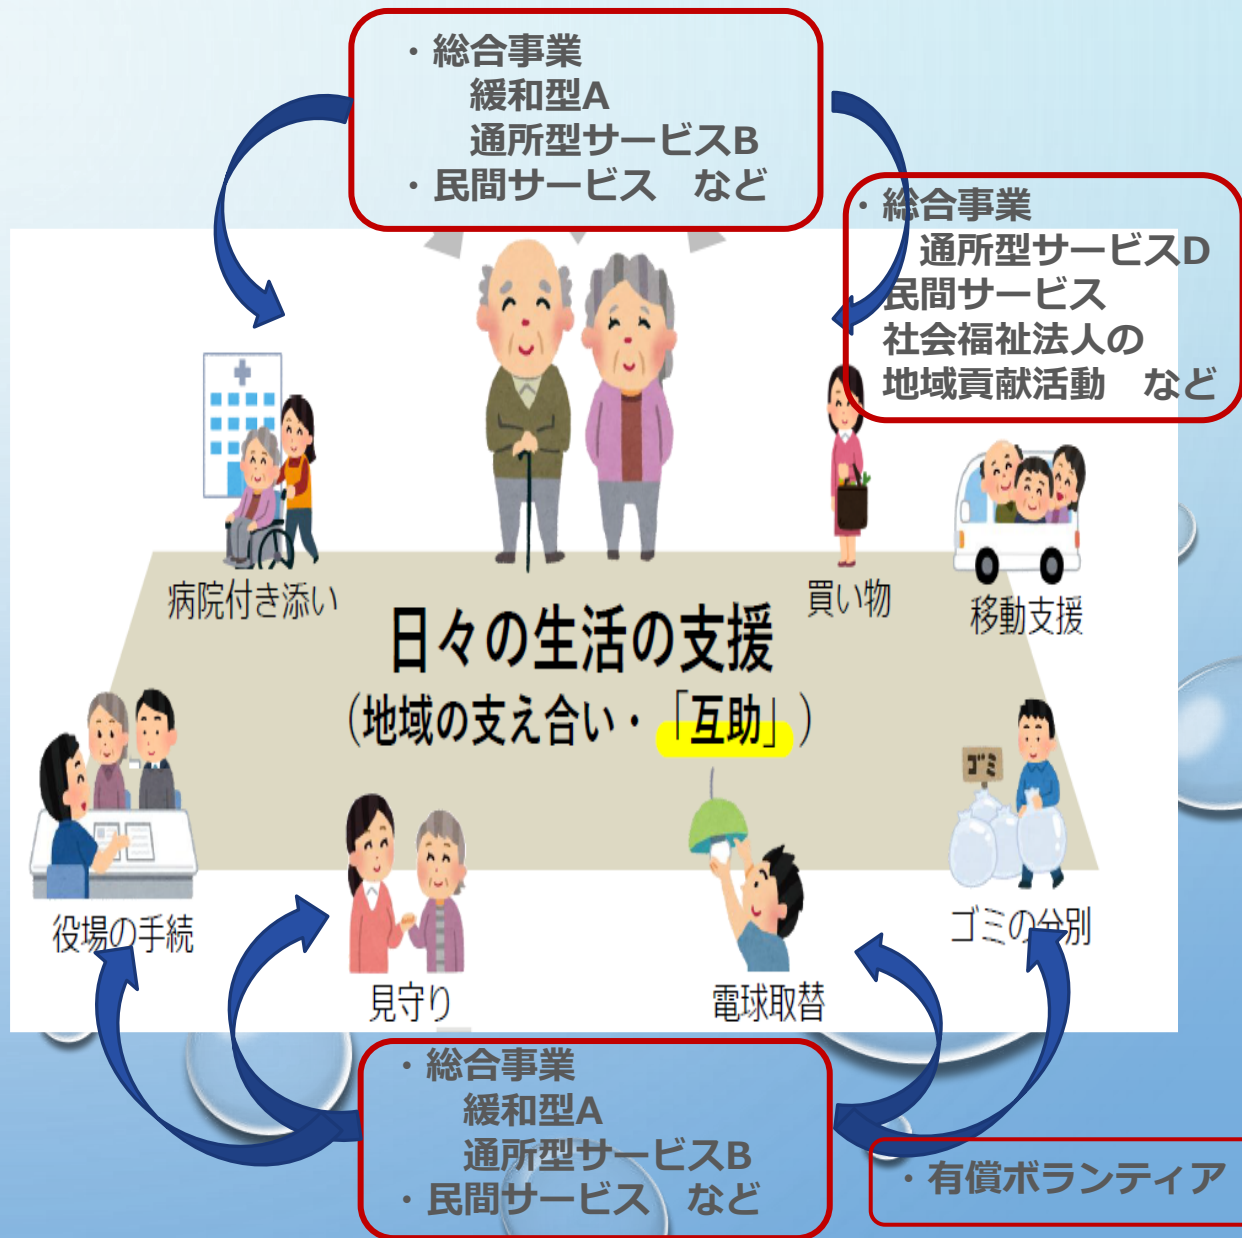 ・総合事業
緩和型A
通所型サービスB
・民間サービス　など
・総合事業
通所型サービスD
民間サービス
社会福祉法人の
地域貢献活動　など
病院付き添い
買い物
移動支援
日々の生活の支援
（地域の支え合い・「互助」）
ゴミ
役場の手続
見守り
電球取替
ゴミの分別
・総合事業
緩和型A
通所型サービスB
・民間サービス　など
・有償ボランティア